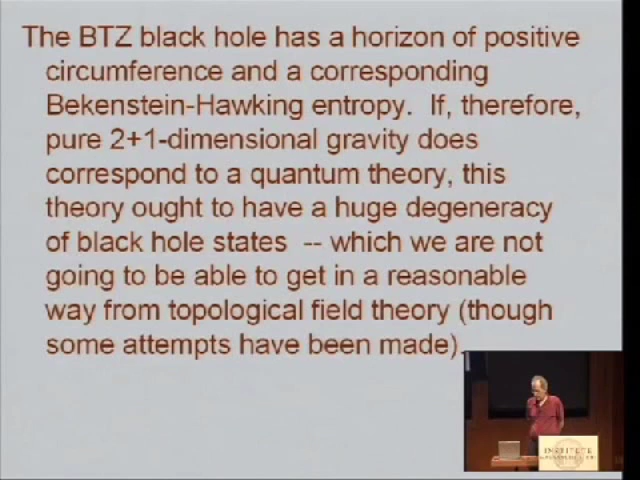 The BTZ black hole has a horizon of positive
circumference and a corresponding
Bekenstein-Hawking entropy. If, therefore,
pure 2+1-dimensional gravity does
correspond to a quantum theory, this
theory ought to have a huge degeneracy
of black hole states -- which we are not
going to be able to get in a reasonable
way from topological field theory (though
some attempts have been made).
INSTITUTE